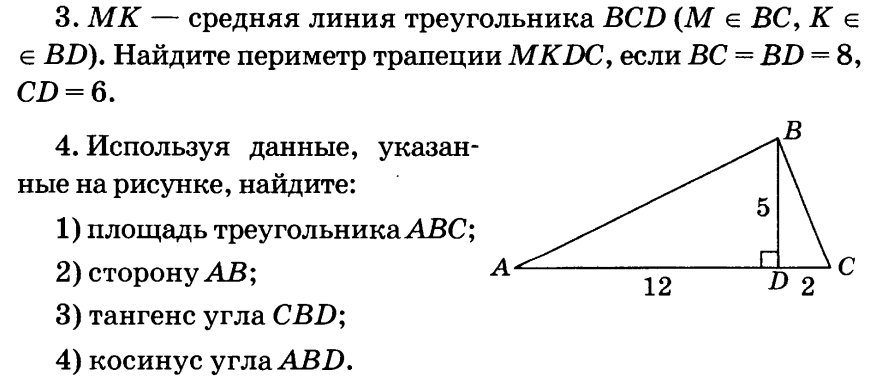 3. MK — средняя линия треугольника BCD (M ∈ BC, K ∈
∈ BD). Найдите периметр трапеции MKDC, если BC = BD = 8,
CD = 6.
4. Используя данные, указан-
ные на рисунке, найдите:
1) площадь треугольника ABC;
2) сторону AB;
3) тангенс угла CBD;
4) косинус угла ABD.
B
5
A
C
12
D
2